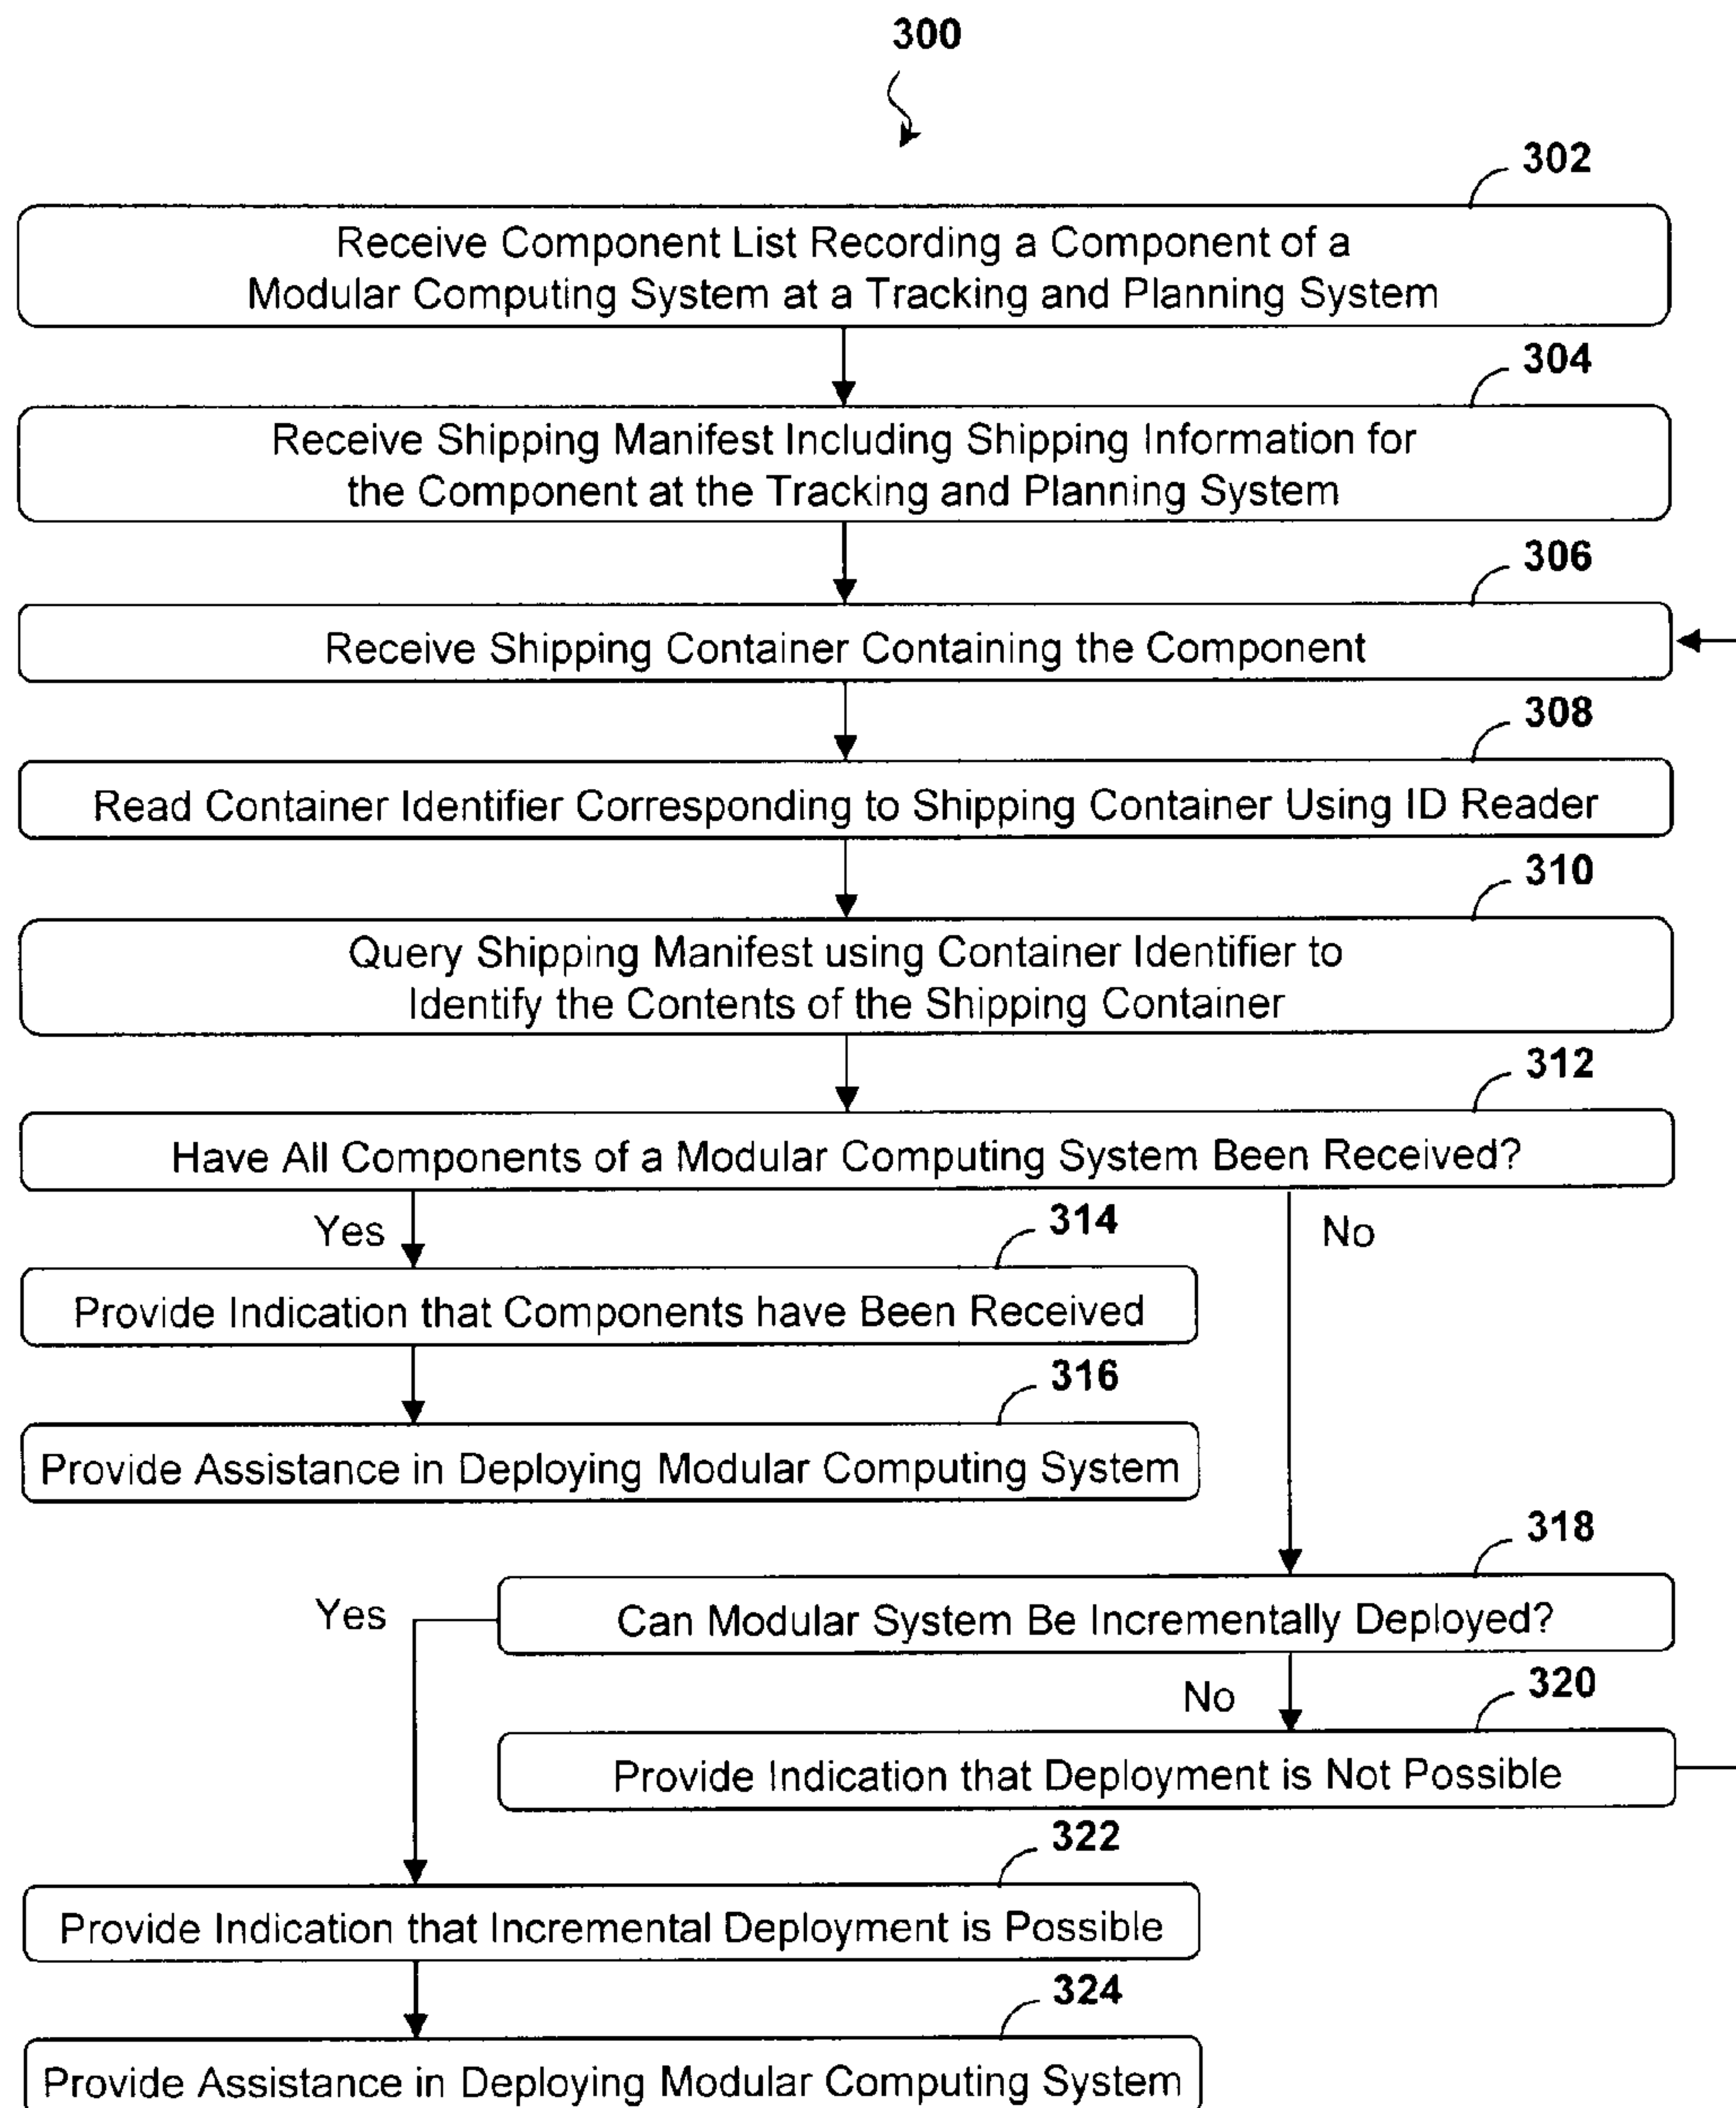 300
302
Receive Component List Recording a Component of a
Modular Computing System at a Tracking and Planning System
304
Receive Shipping Manifest Including Shipping Information for
the Component at the Tracking and Planning System
306
Receive Shipping Container Containing the Component
308
Read Container Identifier Corresponding to Shipping Container Using ID Reader
310
Query Shipping Manifest using Container Identifier to
Identify the Contents of the Shipping Container
312
Have All Components of a Modular Computing System Been Received?
Yes
314
No
Provide Indication that Components have Been Received
316
Provide Assistance in Deploying Modular Computing System
318
Yes
Can Modular System Be Incrementally Deployed?
No
320
Provide Indication that Deployment is Not Possible
322
Provide Indication that Incremental Deployment is Possible
324
Provide Assistance in Deploying Modular Computing System